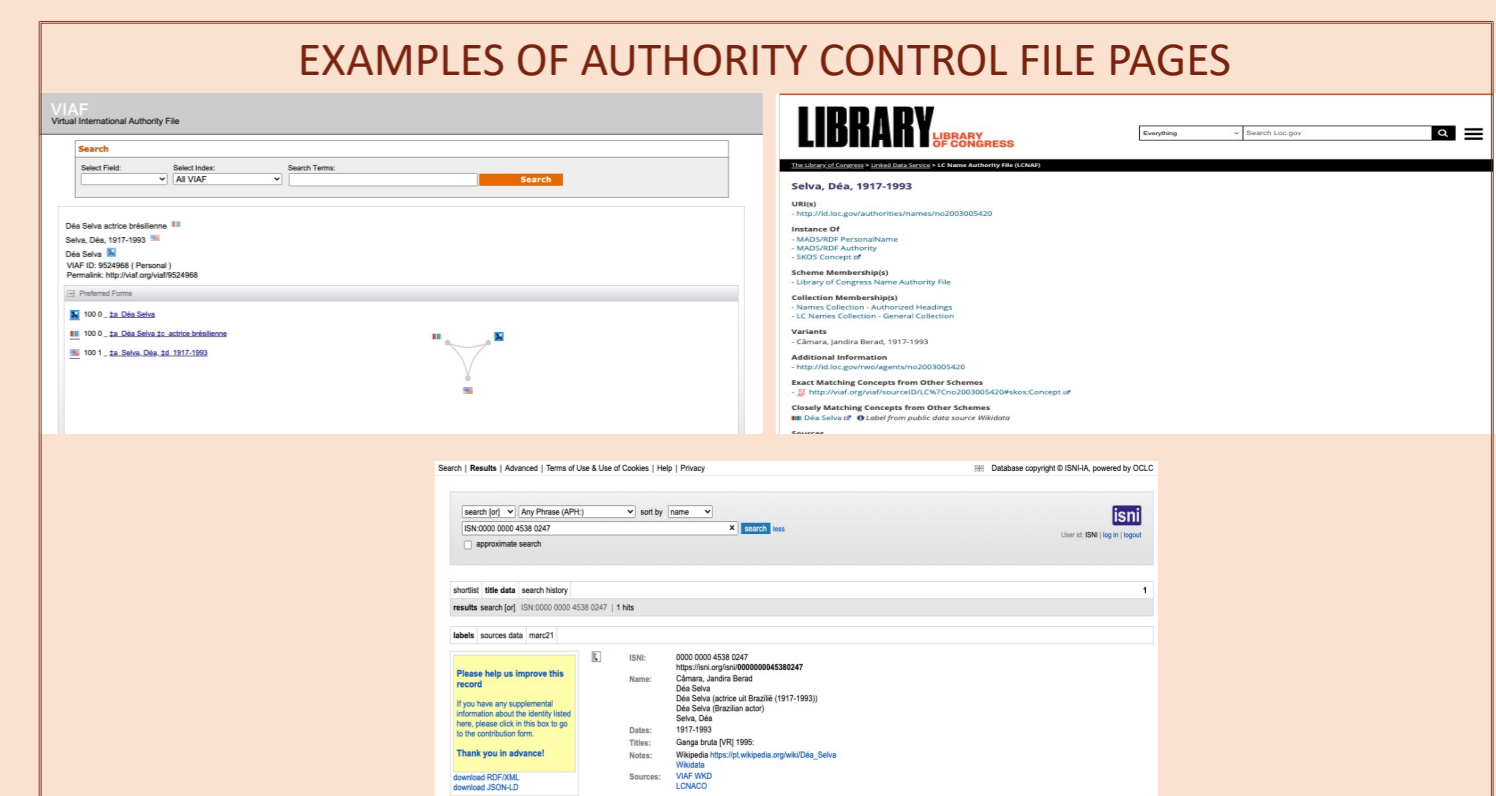 EXAMPLES OF AUTHORITY CONTROL FILE PAGES
VIAF
Virtual International Authority File
Search
Select Field: Select Index: Search Terms:
All VIAF Search
Déa Selva actrice brésilienne
Selva, Déa, 1917-1993
Déa Selva
VIAF ID: 9524968 ( Personal )
Permalink: http://viaf.org/viaf/9524968
Preferred Forms
100 0 _ ‡a Déa Selva
100 0 _ ‡a Déa Selva ‡c actrice brésilienne
100 1 _ ‡a Selva, Déa, ‡d 1917-1993
LIBRARY LIBRARY OF CONGRESS
Everything Search Loc.gov
The Library of Congress > Linked Data Service > LC Name Authority File (LCNAF)
Selva, Déa, 1917-1993
URI(s)
- http://id.loc.gov/authorities/names/no2003005420
Instance Of
- MADS/RDF PersonalName
- MADS/RDF Authority
- SKOS Concept
Scheme Membership(s)
- Library of Congress Name Authority File
Collection Membership(s)
- Names Collection - Authorized Headings
- LC Names Collection - General Collection
Variants
- Câmara, Jandira Berad, 1917-1993
Additional Information
- http://id.loc.gov/rwo/agents/no2003005420
Exact Matching Concepts from Other Schemes
- http://viaf.org/viaf/sourceID/LC%7Cno2003005420#skos:Concept
Closely Matching Concepts from Other Schemes
Déa Selva Label from public data source Wikidata
Sources
Search | Results | Advanced | Terms of Use & Use of Cookies | Help | Privacy
Database copyright © ISNI-IA, powered by OCLC
search [or] Any Phrase (APH:) sort by name
ISN:0000 0000 4538 0247 x search less
approximate search
isni
User id: ISNI | log in | logout
shortlist title data search history 1
results search [or] ISN:0000 0000 4538 0247 | 1 hits
labels sources data marc21
Please help us improve this
record
If you have any supplemental
information about the identity listed
here, please click in this box to go
to the contribution form.
Thank you in advance!
download RDF/XML
download JSON-LD
ISNI: 0000 0000 4538 0247
https://isni.org/isni/0000000045380247
Name: Câmara, Jandira Berad
Déa Selva
Déa Selva (actrice uit Brazilië (1917-1993))
Déa Selva (Brazilian actor)
Selva, Déa
Dates: 1917-1993
Titles: Ganga bruta [VR] 1995:
Notes: Wikipedia https://pt.wikipedia.org/wiki/Déa_Selva
Wikidata
Sources: VIAF WKD
LCNACO